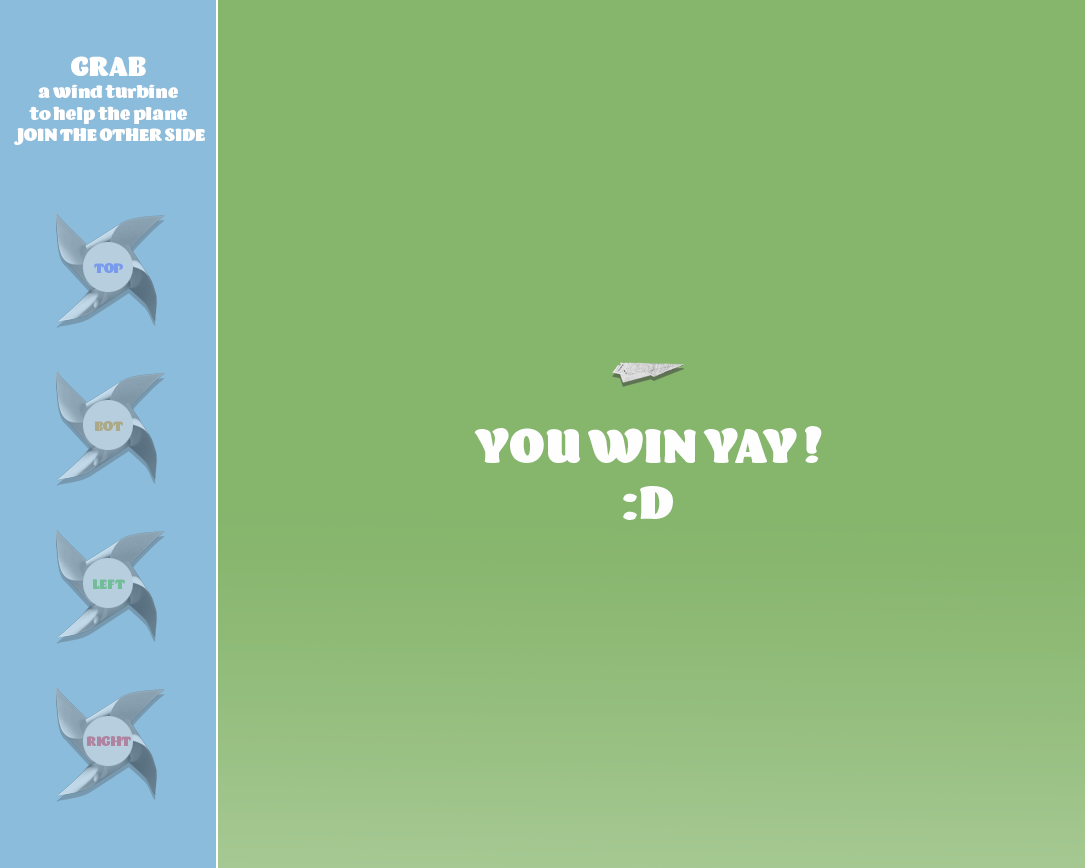 GRAB
a wind turbine
to help the plane
JOIN THE OTHER SIDE
TOP
BOT
LEFT
RIGHT
YOU WIN YAY !
:D